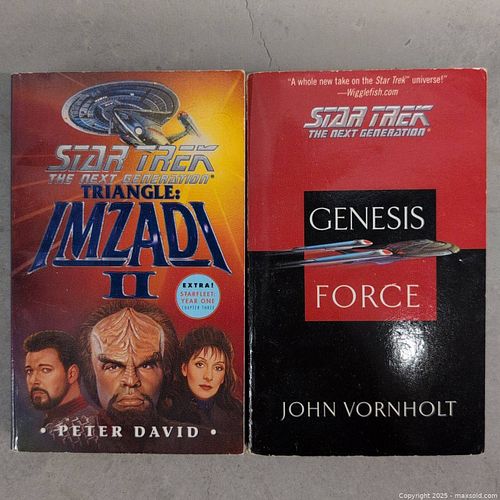 STAR TREK
THE NEXT GENERATION®
TRIANGLE:
IMZADI
II
EXTRA!
STARFLEET:
YEAR ONE
CHAPTER THREE
• PETER DAVID •
"A whole new take on the Star Trek® universe!"
—Wigglefish.com
STAR TREK
THE NEXT GENERATION®
GENESIS
FORCE
JOHN VORNHOLT
Copyright © 2025 - maxsold.com